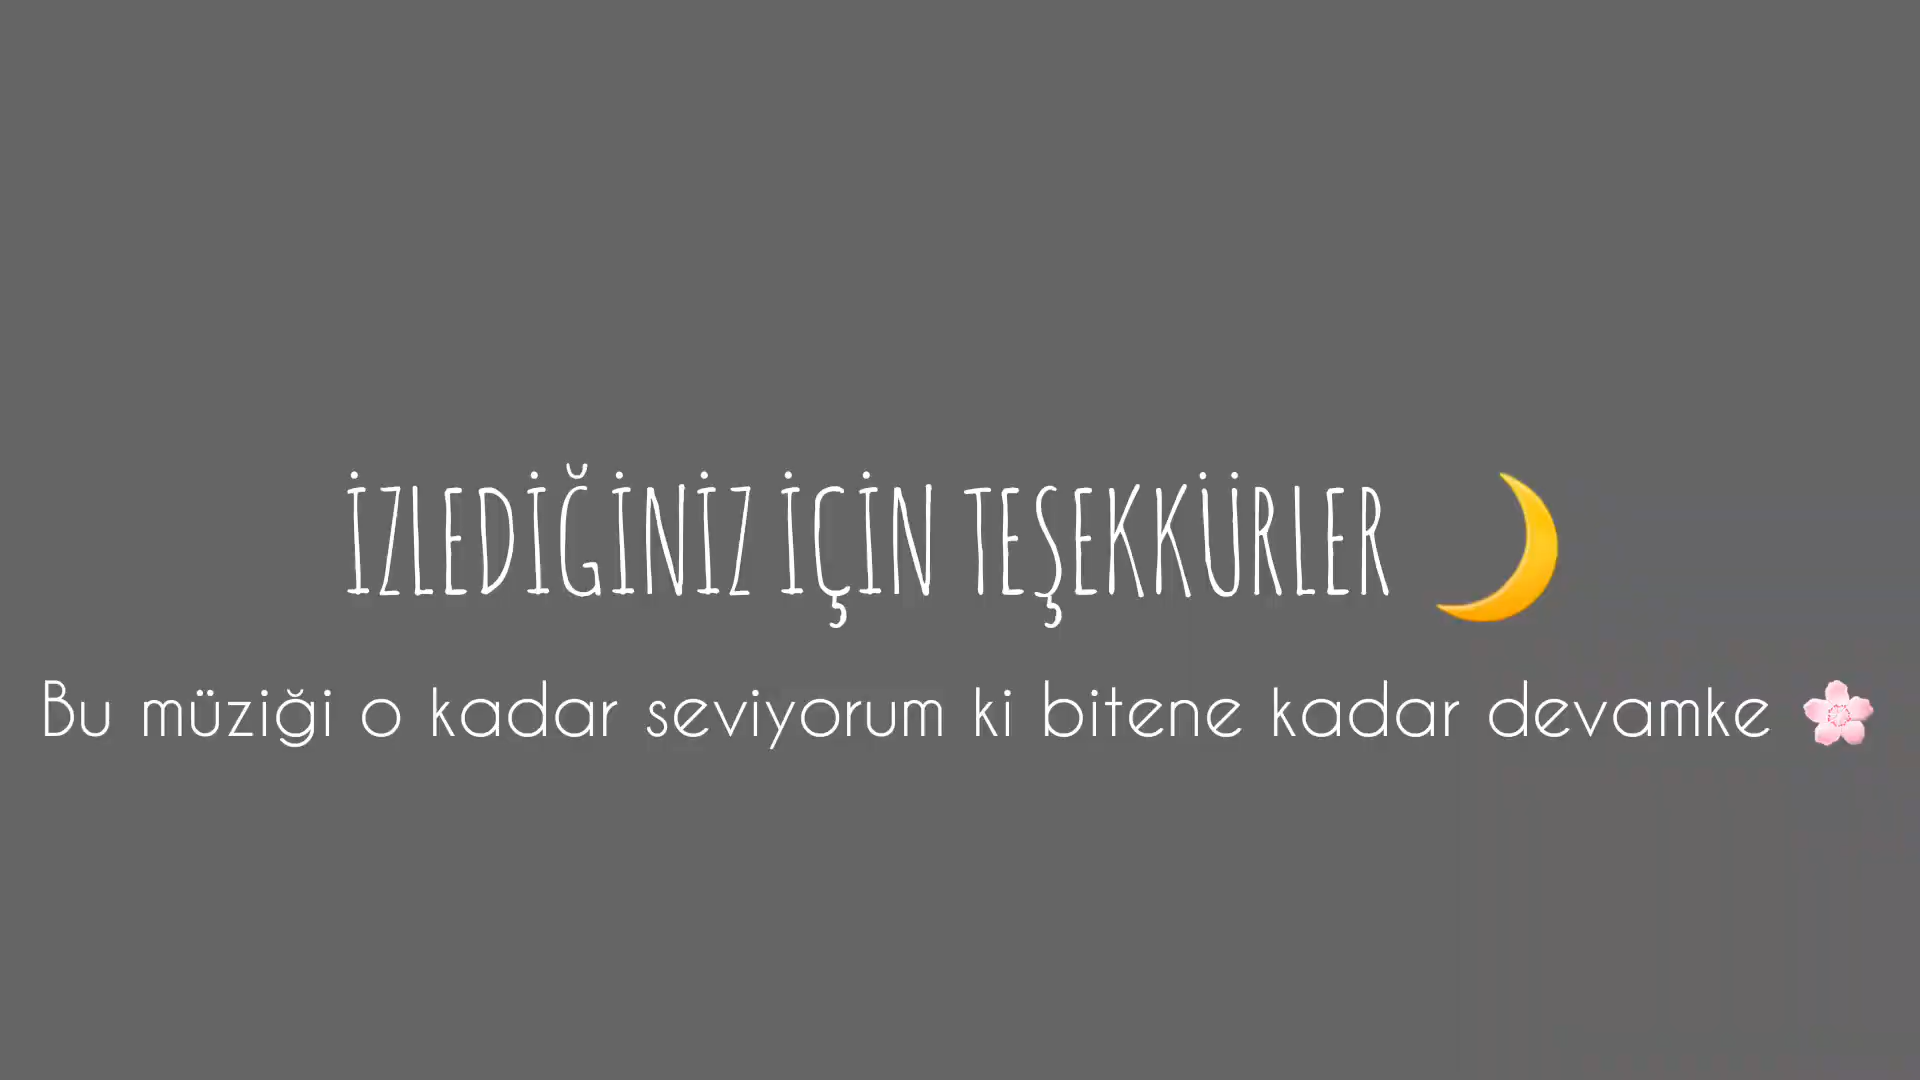 İZLEDİĞİNİZ İÇİN TEŞEKKÜRLER 🌙
Bu müziği o kadar seviyorum ki bitene kadar devamke 🌸